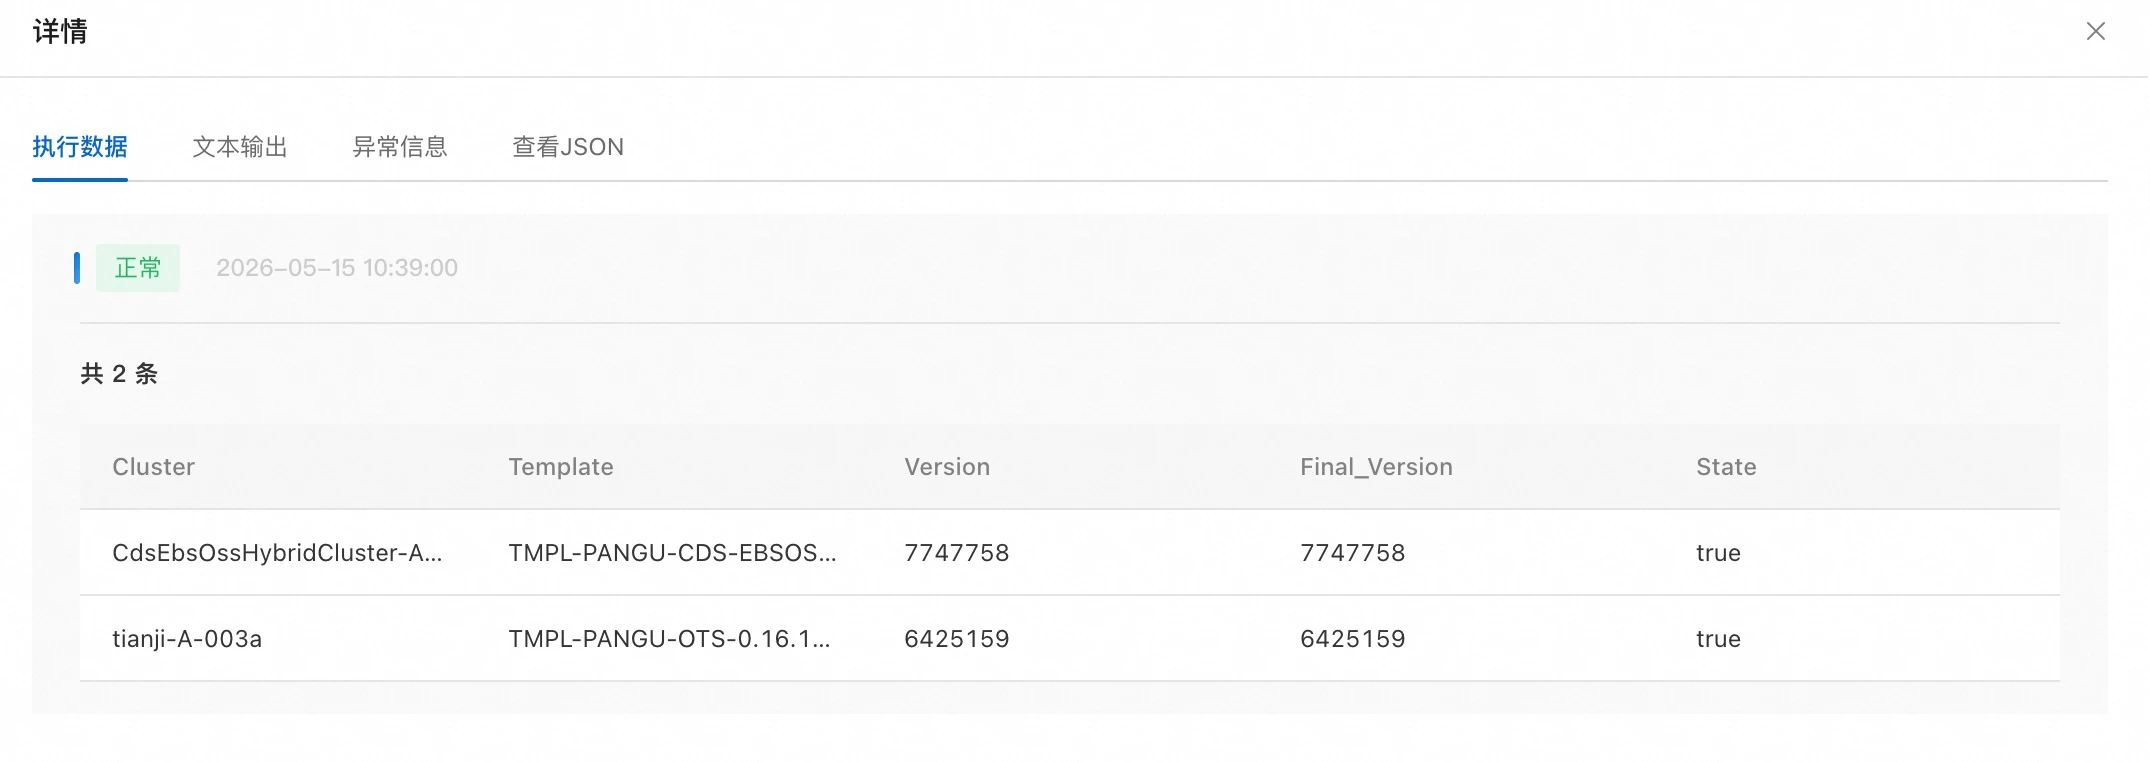 详情
执行数据 文本输出 异常信息 查看JSON
正常 2026-05-15 10:39:00
共 2 条
Cluster Template Version Final_Version State
CdsEbsOssHybridCluster-A... TMPL-PANGU-CDS-EBSOS... 7747758 7747758 true
tianji-A-003a TMPL-PANGU-OTS-0.16.1... 6425159 6425159 true